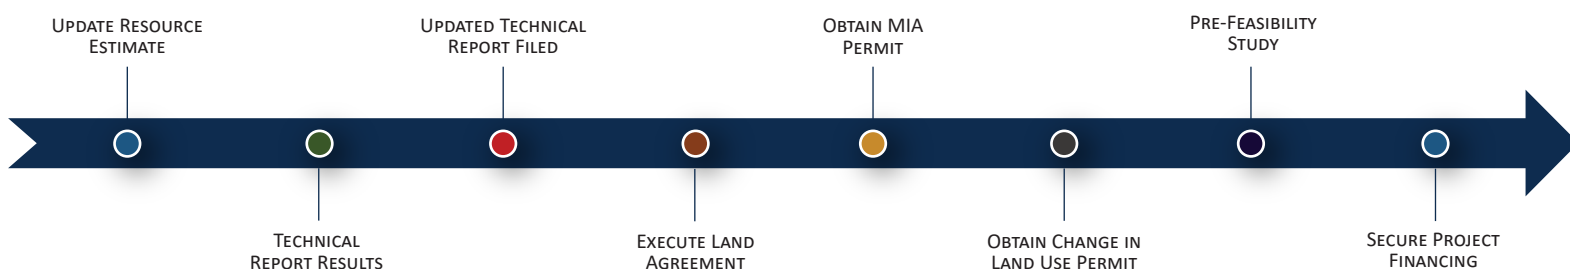 Update Resource
Estimate
Technical
Report Results
Updated Technical
Report Filed
Execute Land
Agreement
Obtain MIA
Permit
Obtain Change in
Land Use Permit
Pre-Feasibility
Study
Secure Project
Financing